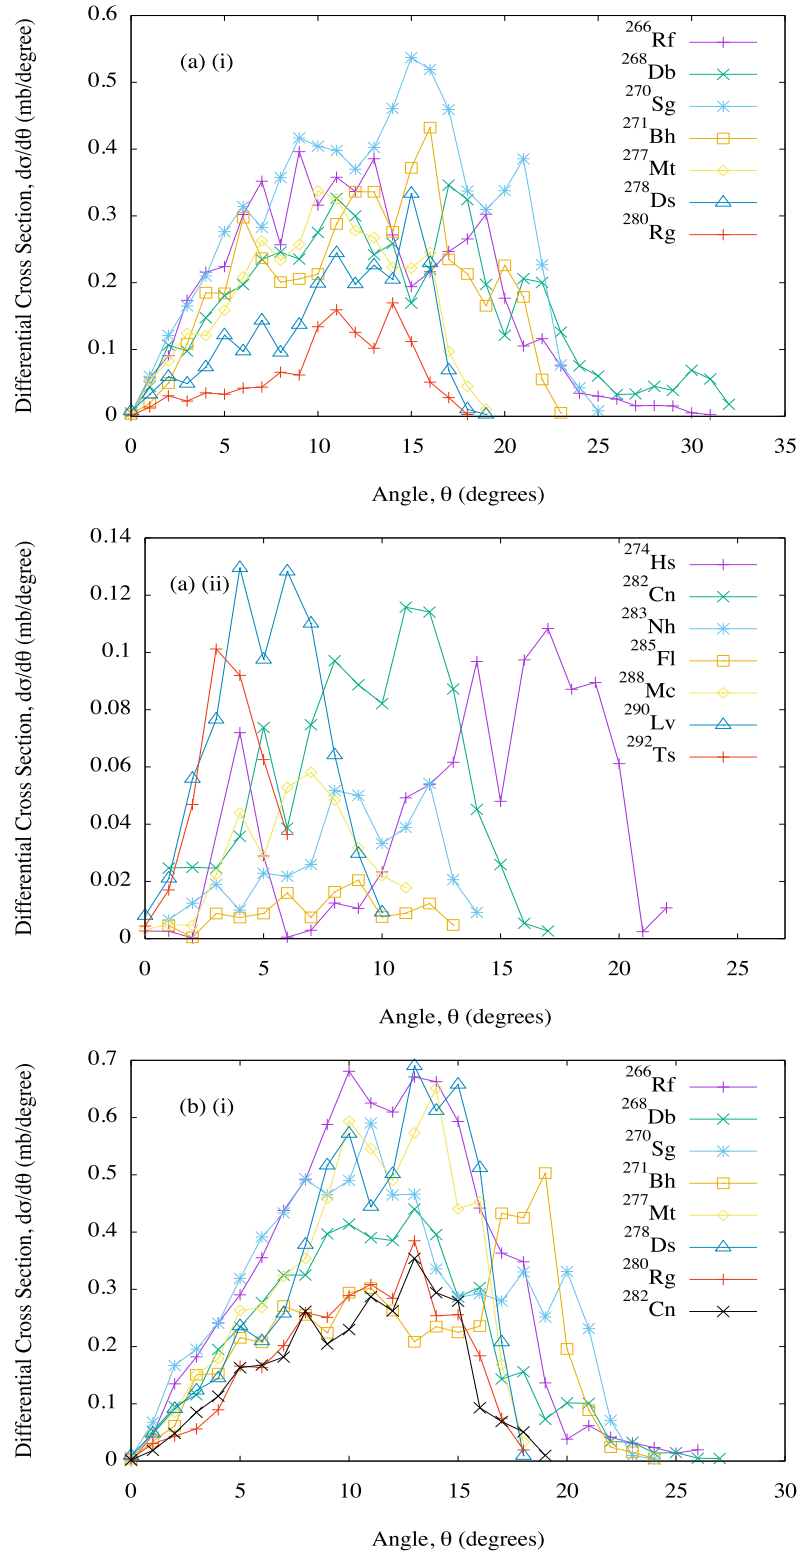 0.6
0.5
0.4
0.3
0.2
0.1
0
Differential Cross Section, dσ/dθ (mb/degree)
(a) (i)
266Rf
268Db
270Sg
271Bh
277Mt
278Ds
280Rg
0 5 10 15 20 25 30 35
Angle, θ (degrees)
0.14
0.12
0.1
0.08
0.06
0.04
0.02
0
Differential Cross Section, dσ/dθ (mb/degree)
(a) (ii)
274Hs
282Cn
283Nh
285Fl
288Mc
290Lv
292Ts
0 5 10 15 20 25
Angle, θ (degrees)
0.7
0.6
0.5
0.4
0.3
0.2
0.1
0
Differential Cross Section, dσ/dθ (mb/degree)
(b) (i)
266Rf
268Db
270Sg
271Bh
277Mt
278Ds
280Rg
282Cn
0 5 10 15 20 25 30
Angle, θ (degrees)